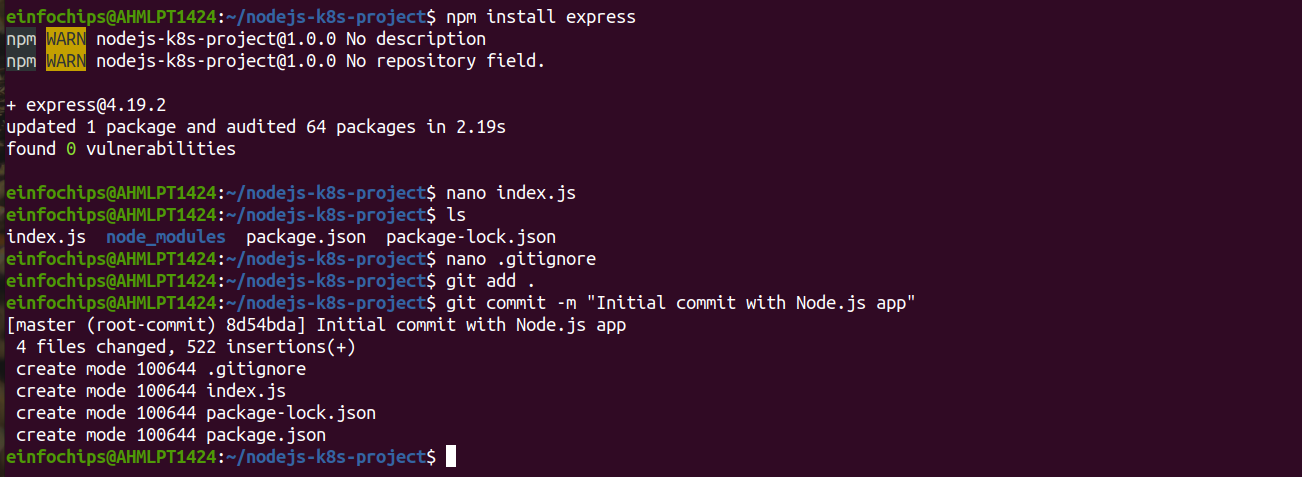 einfochips@AHMLPT1424:~/nodejs-k8s-project$ npm install express
npm WARN nodejs-k8s-project@1.0.0 No description
npm WARN nodejs-k8s-project@1.0.0 No repository field.
+ express@4.19.2
updated 1 package and audited 64 packages in 2.19s
found 0 vulnerabilities
einfochips@AHMLPT1424:~/nodejs-k8s-project$ nano index.js
einfochips@AHMLPT1424:~/nodejs-k8s-project$ ls
index.js  node_modules  package.json  package-lock.json
einfochips@AHMLPT1424:~/nodejs-k8s-project$ nano .gitignore
einfochips@AHMLPT1424:~/nodejs-k8s-project$ git add .
einfochips@AHMLPT1424:~/nodejs-k8s-project$ git commit -m "Initial commit with Node.js app"
[master (root-commit) 8d54bda] Initial commit with Node.js app
 4 files changed, 522 insertions(+)
 create mode 100644 .gitignore
 create mode 100644 index.js
 create mode 100644 package-lock.json
 create mode 100644 package.json
einfochips@AHMLPT1424:~/nodejs-k8s-project$